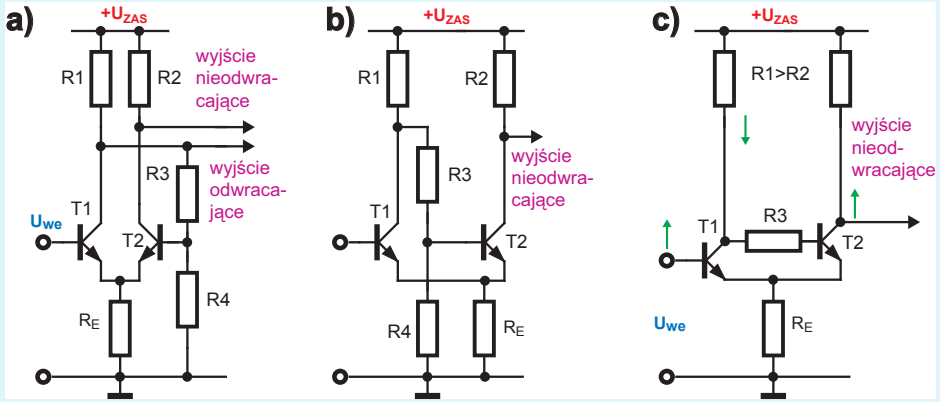 a)
+UZAS
R1
R2
wyjście
nieodwra-
cające
R3
wyjście
odwraca-
jące
Uwe
T1
T2
RE
R4
b)
+UZAS
R1
R2
R3
wyjście
nieodwra-
cające
T1
T2
R4
RE
c)
+UZAS
R1>R2
wyjście
nieod-
wracające
T1
R3
T2
Uwe
RE